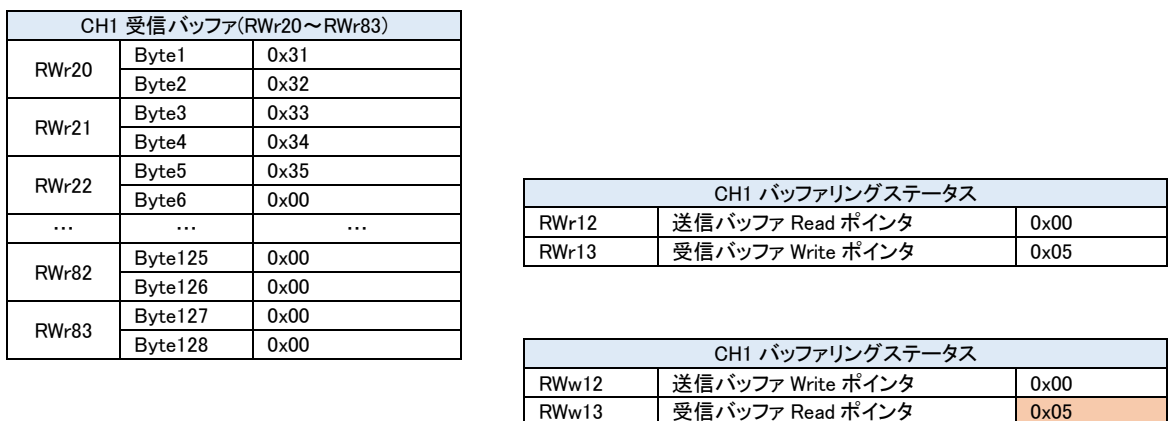 CH1 受信バッファ(RWr20～RWr83)
RWr20 Byte1 0x31
Byte2 0x32
RWr21 Byte3 0x33
Byte4 0x34
RWr22 Byte5 0x35
Byte6 0x00
… … …
RWr82 Byte125 0x00
Byte126 0x00
RWr83 Byte127 0x00
Byte128 0x00
CH1 バッファリングステータス
RWr12 送信バッファ Read ポインタ 0x00
RWr13 受信バッファ Write ポインタ 0x05
CH1 バッファリングステータス
RWw12 送信バッファ Write ポインタ 0x00
RWw13 受信バッファ Read ポインタ 0x05